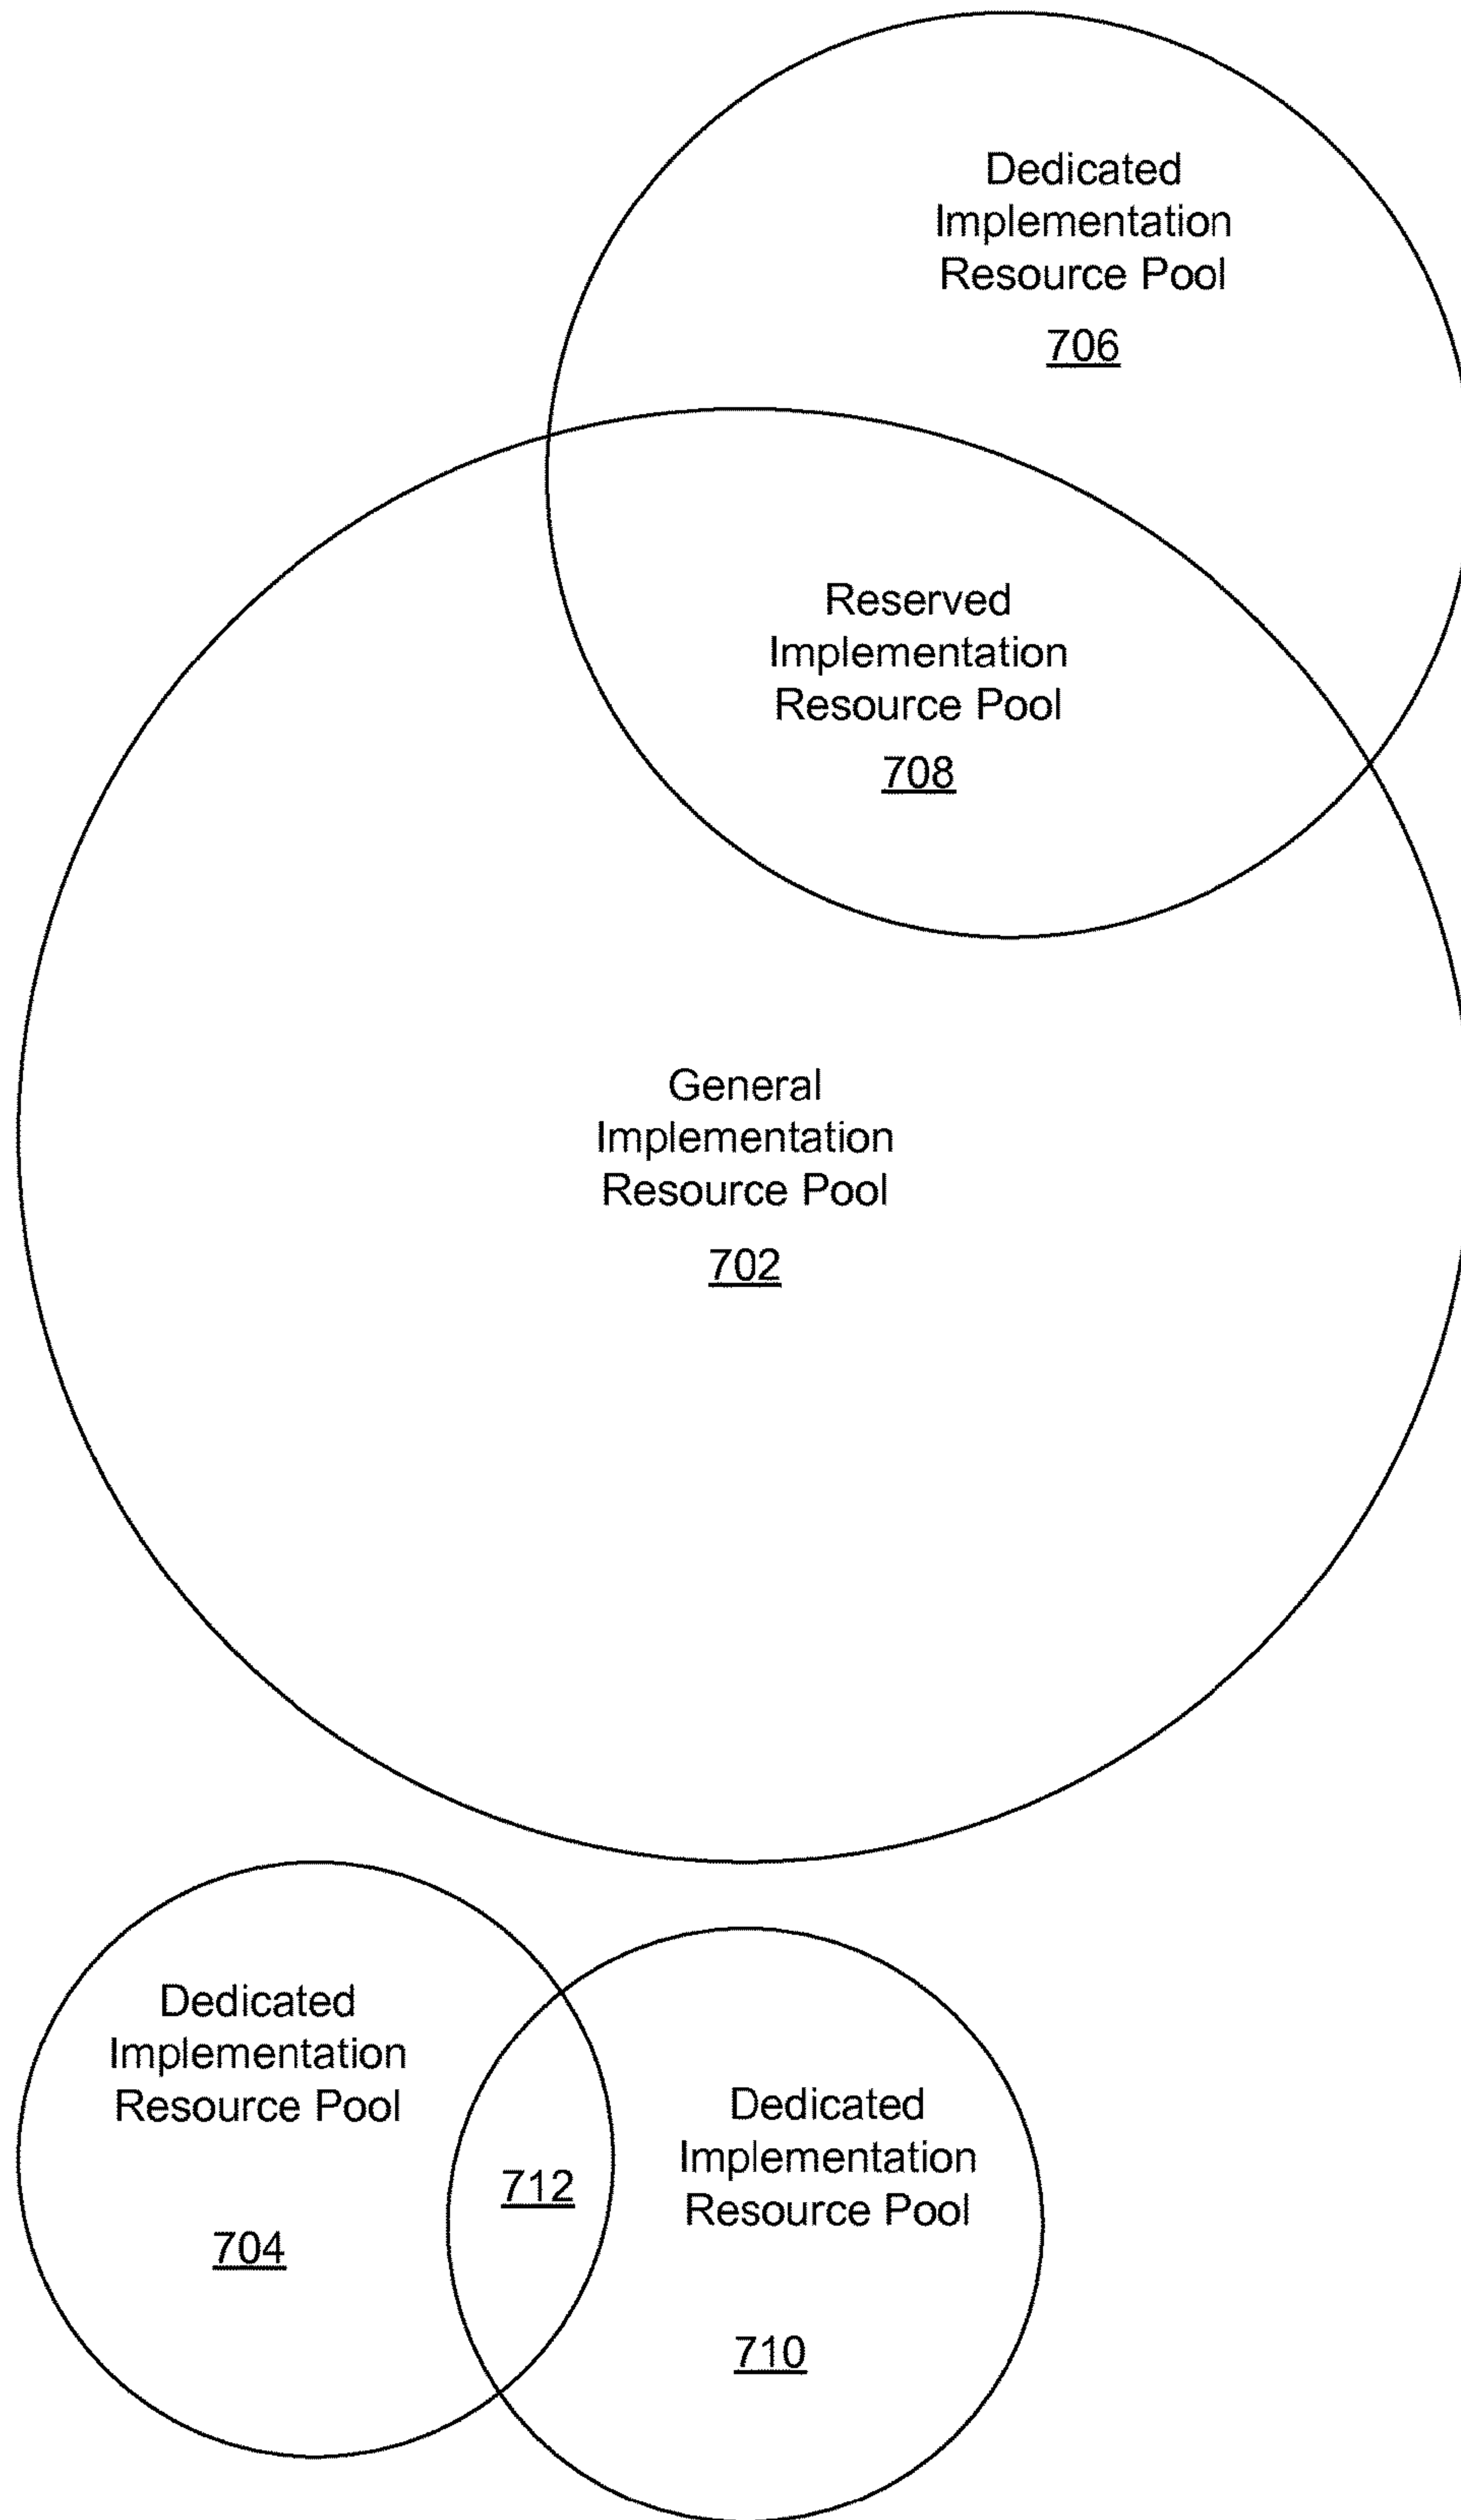 Dedicated
Implementation
Resource Pool
706
Reserved
Implementation
Resource Pool
708
General
Implementation
Resource Pool
702
Dedicated
Implementation
Resource Pool
704
712
Dedicated
Implementation
Resource Pool
710